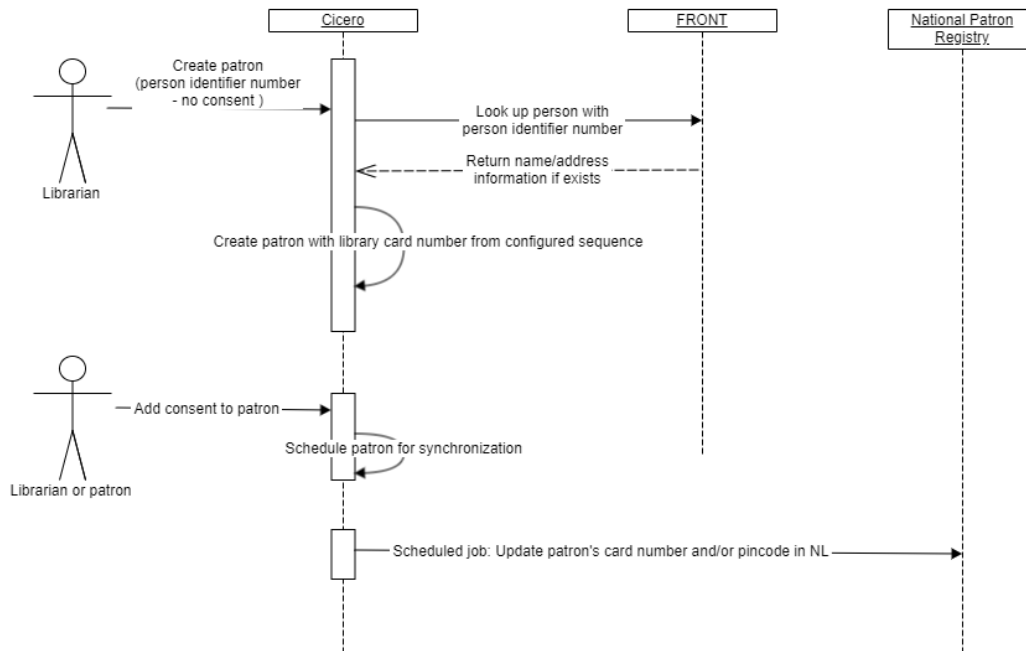 Cicero
FRONT
National Patron
Registry
Create patron
(person identifier number
- no consent )
Look up person with
person identifier number
Return name/address
information if exists
Librarian
Create patron with library card number from configured sequence
Add consent to patron
Schedule patron for synchronization
Librarian or patron
Scheduled job: Update patron's card number and/or pincode in NL